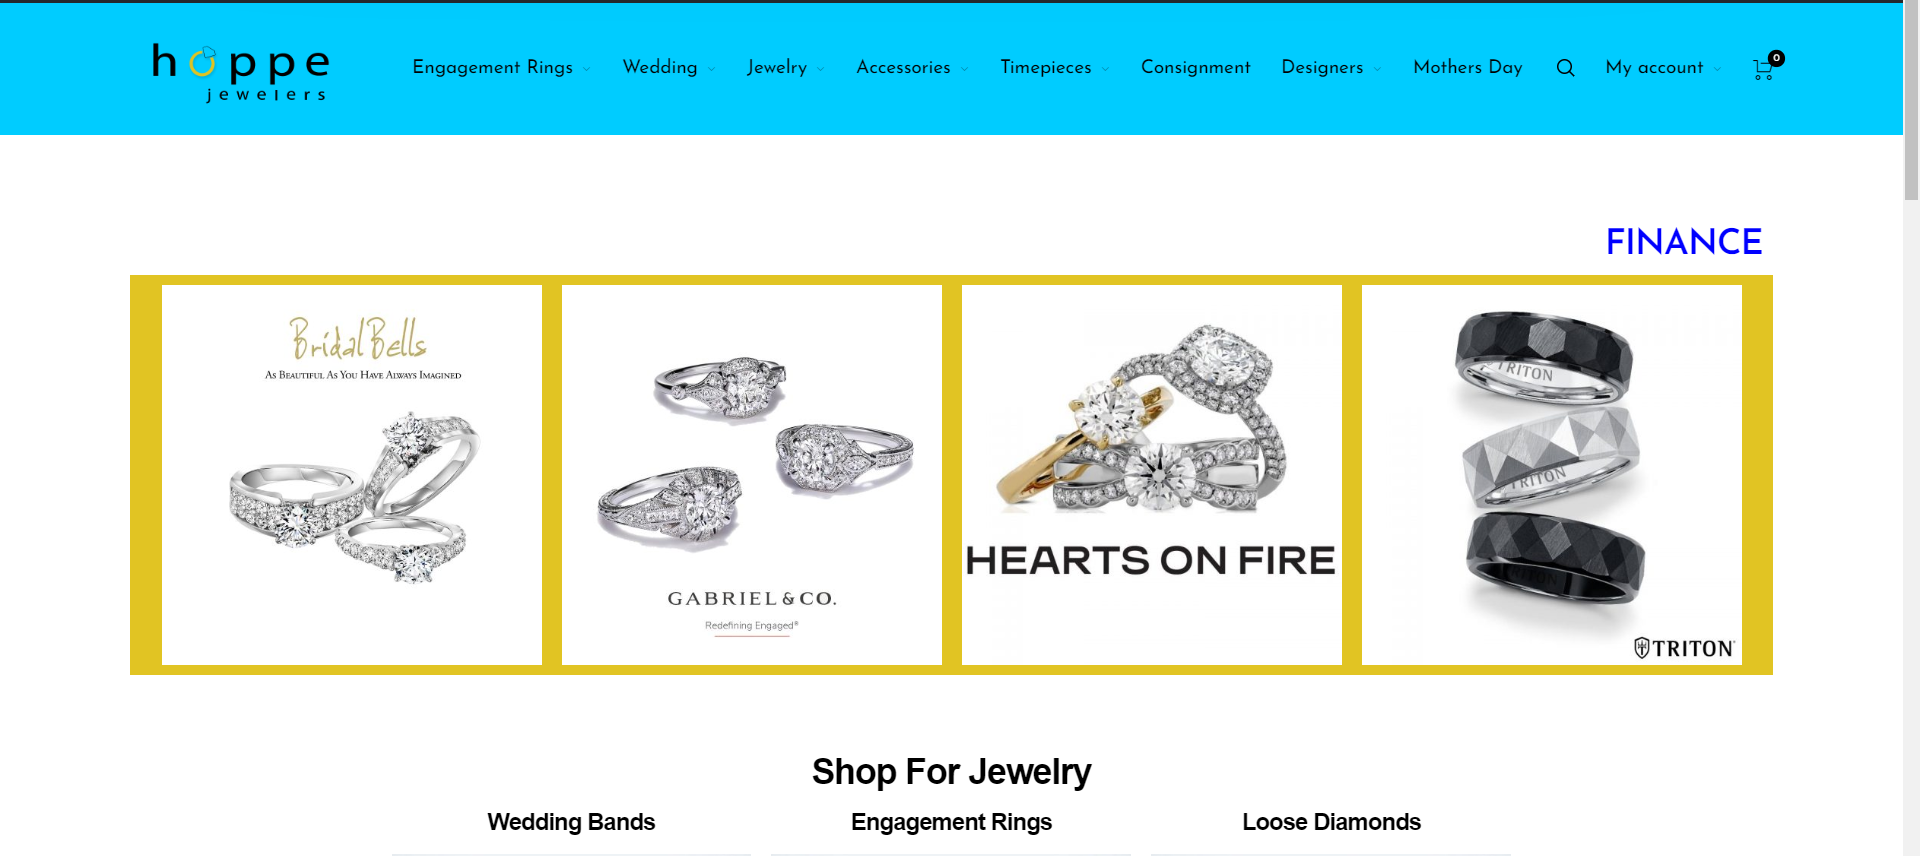 hoppe
jewelers
Engagement Rings
Wedding
Jewelry
Accessories
Timepieces
Consignment
Designers
Mothers Day
My account
0
FINANCE
Bridal Bells
As Beautiful As You Have Always Imagined
GABRIEL & CO.
Redefining Engaged®
HEARTS ON FIRE
TRITON
TRITON
TRITON
TRITON
Shop For Jewelry
Wedding Bands
Engagement Rings
Loose Diamonds